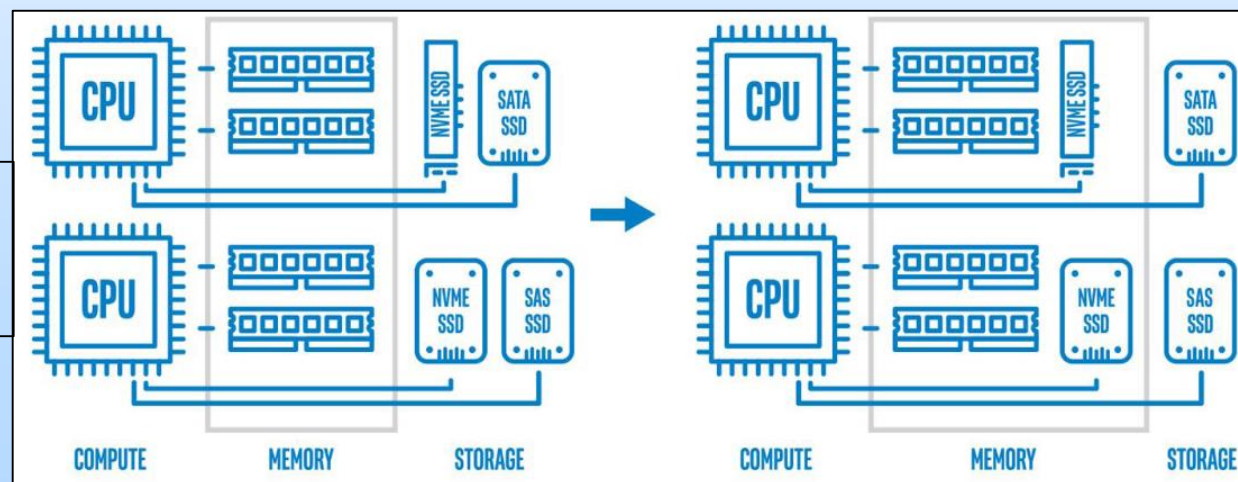 CPU
NVME SSD
SATA
SSD
CPU
NVME
SSD
SAS
SSD
COMPUTE
MEMORY
STORAGE
CPU
NVME SSD
SATA
SSD
CPU
NVME
SSD
SAS
SSD
COMPUTE
MEMORY
STORAGE